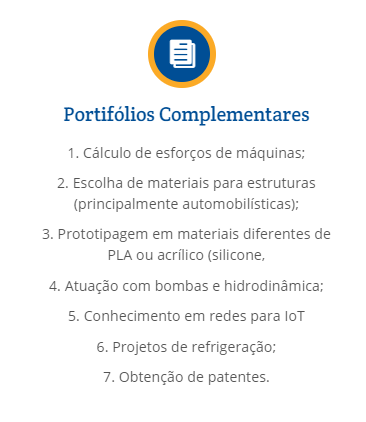 Portifólios Complementares
1. Cálculo de esforços de máquinas;
2. Escolha de materiais para estruturas
(principalmente automobilísticas);
3. Prototipagem em materiais diferentes de
PLA ou acrílico (silicone,
4. Atuação com bombas e hidrodinâmica;
5. Conhecimento em redes para IoT
6. Projetos de refrigeração;
7. Obtenção de patentes.